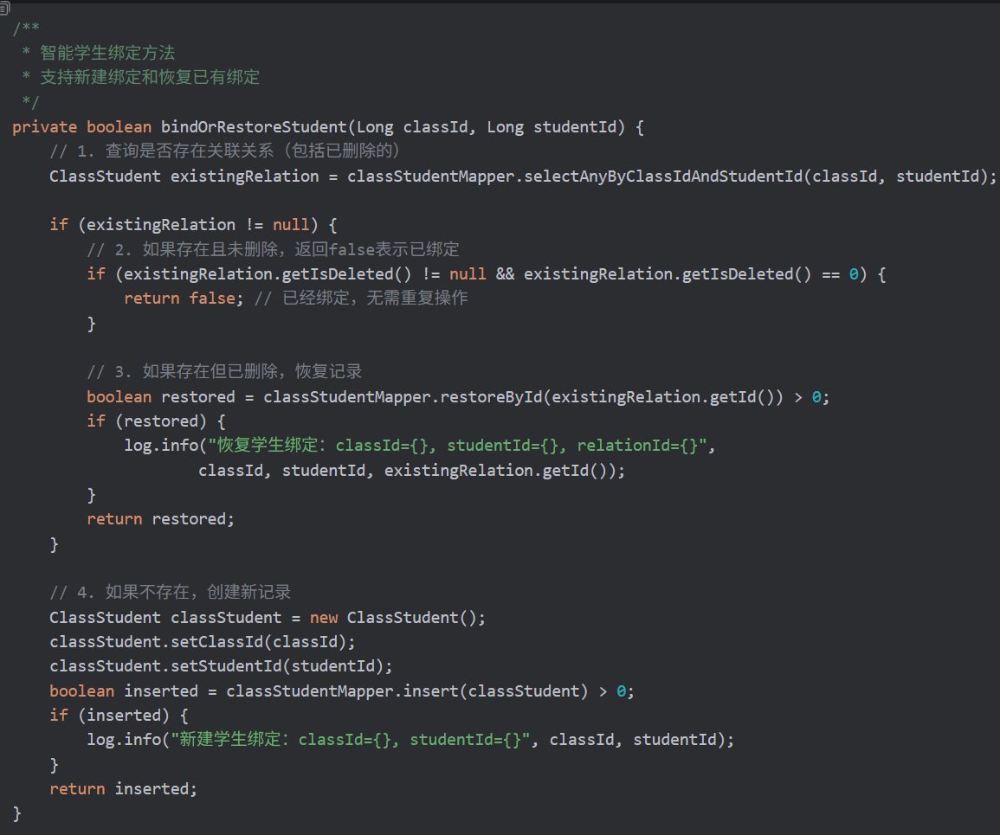 /**
 * 智能学生绑定方法
 * 支持新建绑定和恢复已有绑定
 */
private boolean bindOrRestoreStudent(Long classId, Long studentId) {
    // 1. 查询是否存在关联关系（包括已删除的）
    ClassStudent existingRelation = classStudentMapper.selectAnyByClassIdAndStudentId(classId, studentId);

    if (existingRelation != null) {
        // 2. 如果存在且未删除，返回false表示已绑定
        if (existingRelation.getIsDeleted() != null && existingRelation.getIsDeleted() == 0) {
            return false; // 已经绑定，无需重复操作
        }

        // 3. 如果存在但已删除，恢复记录
        boolean restored = classStudentMapper.restoreById(existingRelation.getId()) > 0;
        if (restored) {
            log.info("恢复学生绑定：classId={}, studentId={}, relationId={}",
                    classId, studentId, existingRelation.getId());
        }
        return restored;
    }

    // 4. 如果不存在，创建新记录
    ClassStudent classStudent = new ClassStudent();
    classStudent.setClassId(classId);
    classStudent.setStudentId(studentId);
    boolean inserted = classStudentMapper.insert(classStudent) > 0;
    if (inserted) {
        log.info("新建学生绑定：classId={}, studentId={}", classId, studentId);
    }
    return inserted;
}